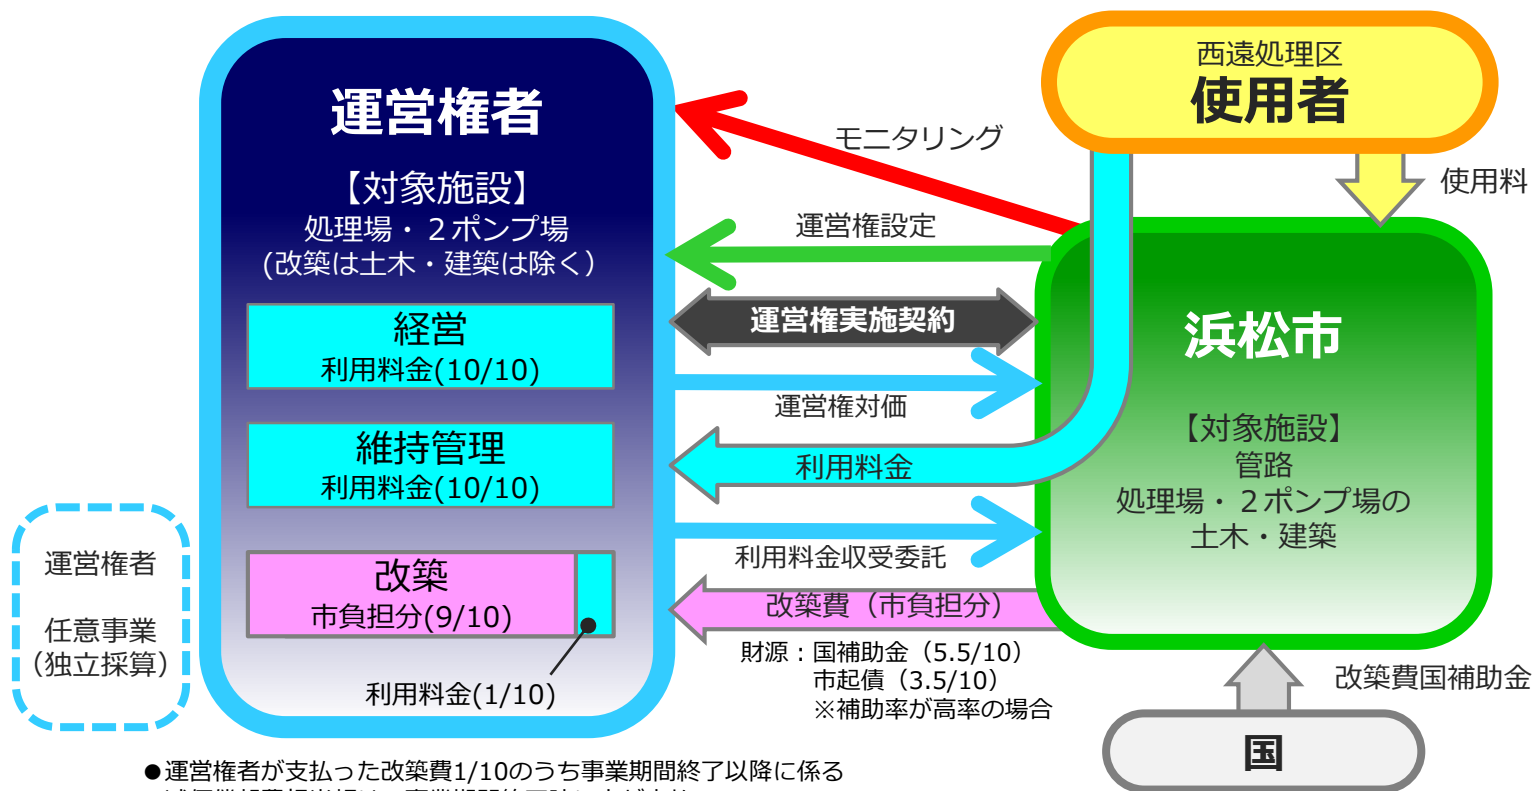 運営権者
【対象施設】
処理場・２ポンプ場
(改築は土木・建築は除く）
経営
利用料金(10/10)
維持管理
利用料金(10/10)
改築
市負担分(9/10)
利用料金(1/10)
運営権者
任意事業
（独立採算）
モニタリング
運営権設定
運営権実施契約
運営権対価
利用料金
利用料金収受委託
改築費（市負担分）
財源：国補助金（5.5/10）
市起債（3.5/10）
※補助率が高率の場合
西遠処理区
使用者
使用料
浜松市
【対象施設】
管路
処理場・２ポンプ場の
土木・建築
改築費国補助金
国
●運営権者が支払った改築費1/10のうち事業期間終了以降に係る